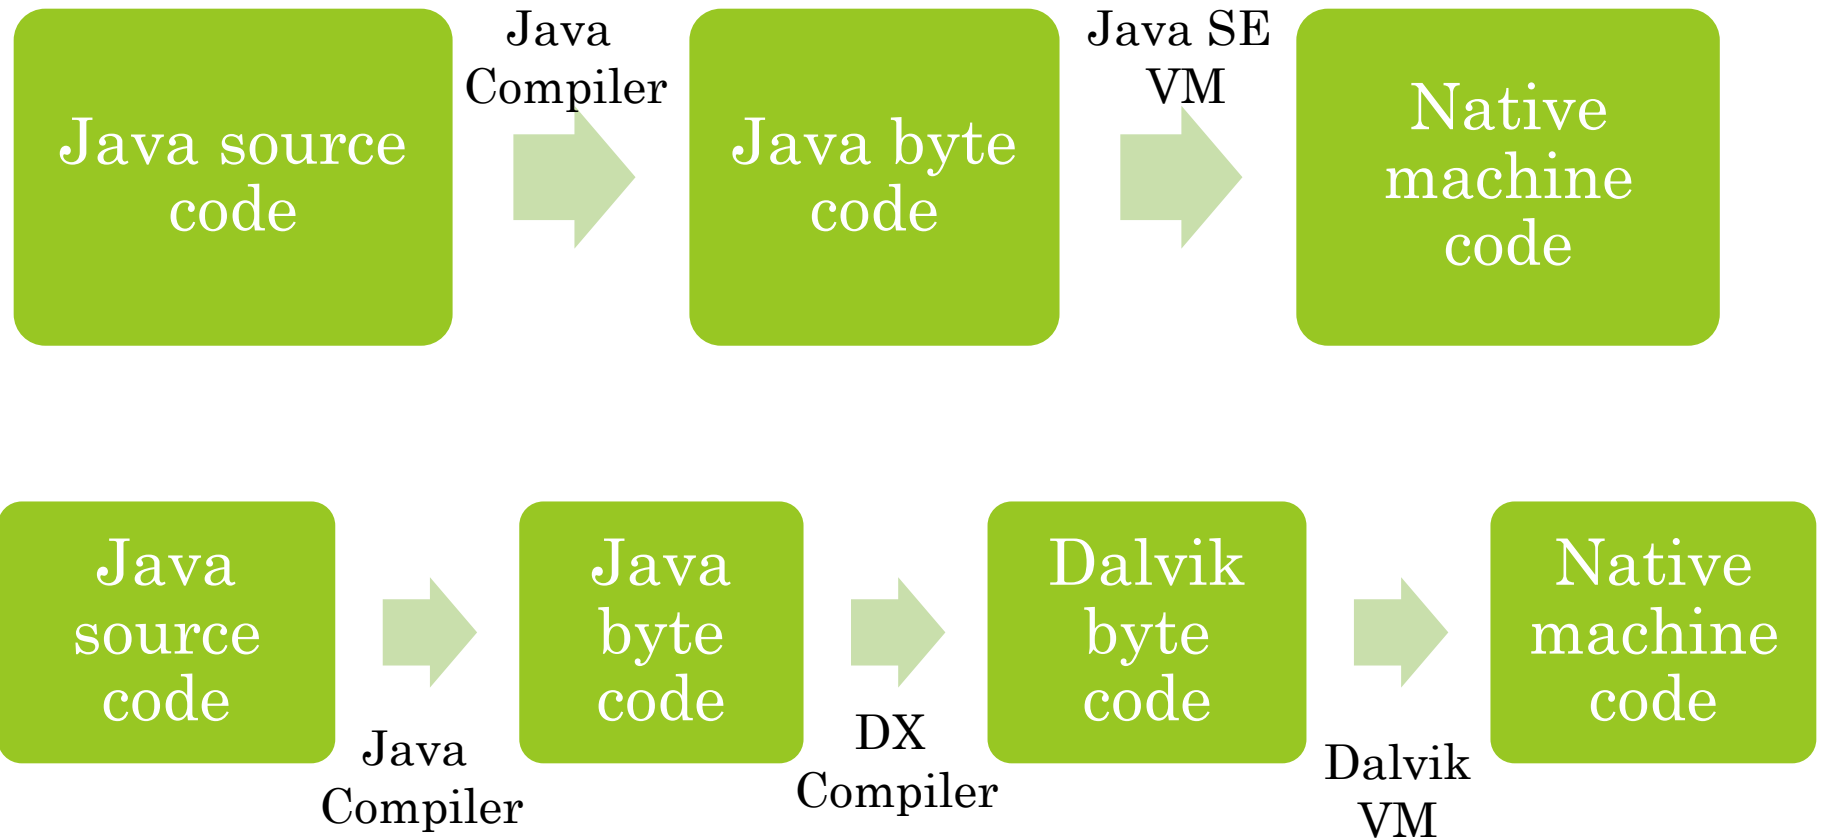 Java
Compiler
Java SE
VM
Java source
code
Java byte
code
Native
machine
code
Java
source
code
Java
byte
code
Dalvik
byte
code
Native
machine
code
Java
Compiler
DX
Compiler
Dalvik
VM